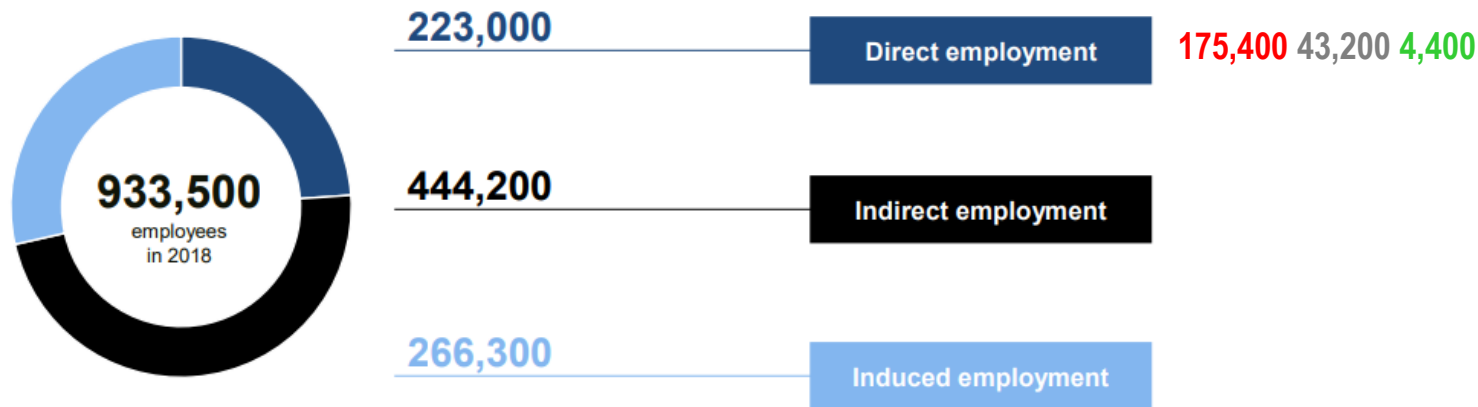 933,500
employees
in 2018
223,000
Direct employment
175,400 43,200 4,400
444,200
Indirect employment
266,300
Induced employment